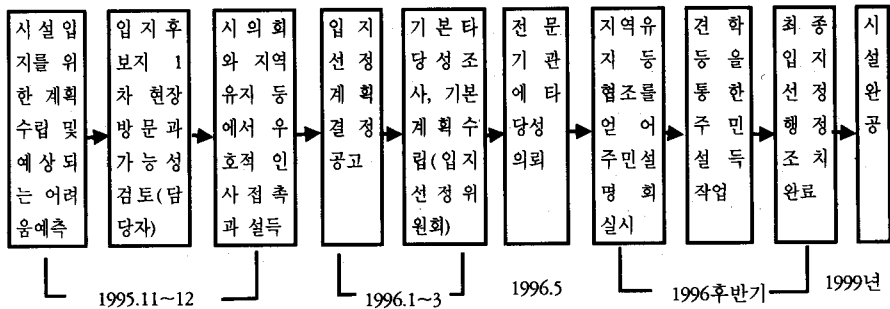 시설입
지를 위
한 계획
수립 및
예상되
는 어려
움예측
입지후
보지 1
차 현장
방문과
가능성
검토(담
당자)
시의회
와 지역
유지 등
에서 우
호적 인
사 접촉
과 설득
입 지
선 정
계 획
결 정
공고
기본타
당성조
사, 기본
계획수
립(입지
선정위
원회)
전 문
기 관
에 타
당성
의뢰
지역유
지 등
협조를
얻 어
주민설
명 회
실시
견 학
등 을
통 한
주 민
설 득
작업
최 종
입 지
선 정
행 정
조 치
완료
시
설
완
공
1995.11~12
1996.1~3
1996.5
1996후반기
1999년